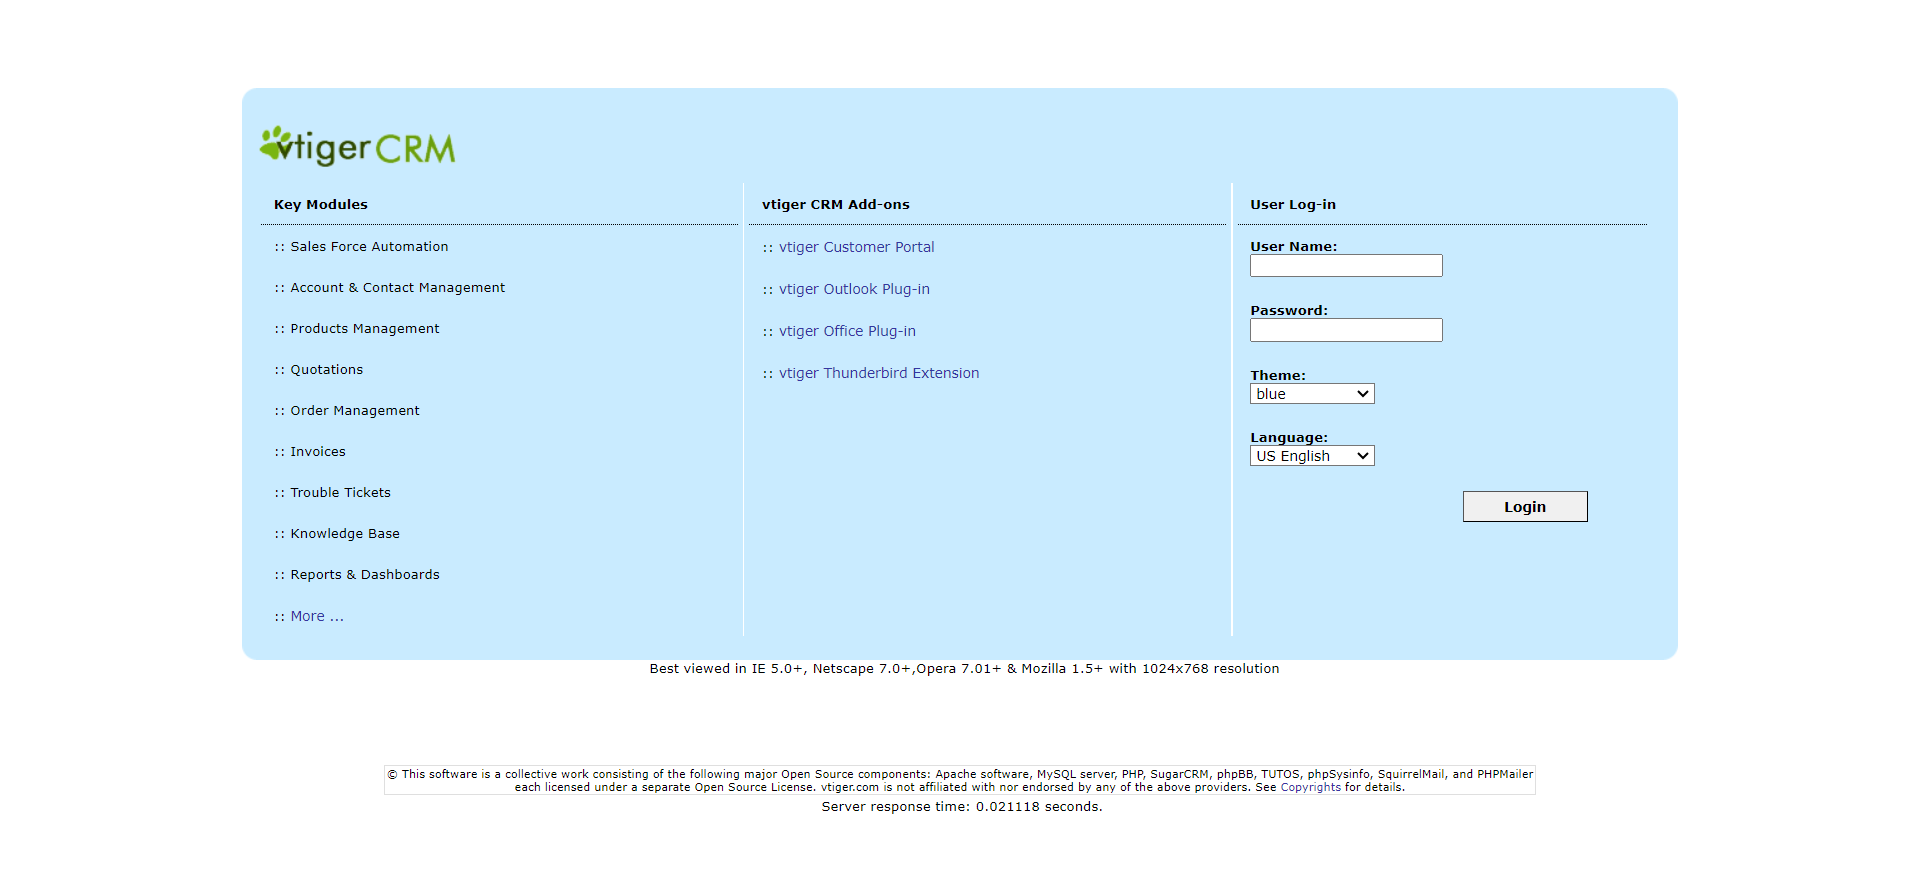 vtiger CRM
Key Modules
:: Sales Force Automation
:: Account & Contact Management
:: Products Management
:: Quotations
:: Order Management
:: Invoices
:: Trouble Tickets
:: Knowledge Base
:: Reports & Dashboards
:: More ...
vtiger CRM Add-ons
:: vtiger Customer Portal
:: vtiger Outlook Plug-in
:: vtiger Office Plug-in
:: vtiger Thunderbird Extension
User Log-in
User Name:
Password:
Theme:
blue
Language:
US English
Login
Best viewed in IE 5.0+, Netscape 7.0+,Opera 7.01+ & Mozilla 1.5+ with 1024x768 resolution
© This software is a collective work consisting of the following major Open Source components: Apache software, MySQL server, PHP, SugarCRM, phpBB, TUTOS, phpSysinfo, SquirrelMail, and PHPMailer
each licensed under a separate Open Source License. vtiger.com is not affiliated with nor endorsed by any of the above providers. See Copyrights for details.
Server response time: 0.021118 seconds.